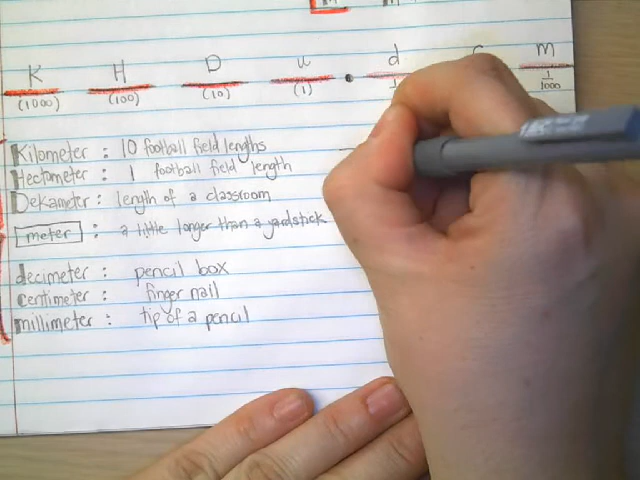 K H D u . d c m
(1000) (100) (10) (1) 1 1/1000
Kilometer : 10 football field lengths
Hectometer : 1 football field length
Dekameter : length of a classroom
meter : a little longer than a yardstick
decimeter : pencil box
centimeter : finger nail
millimeter : tip of a pencil